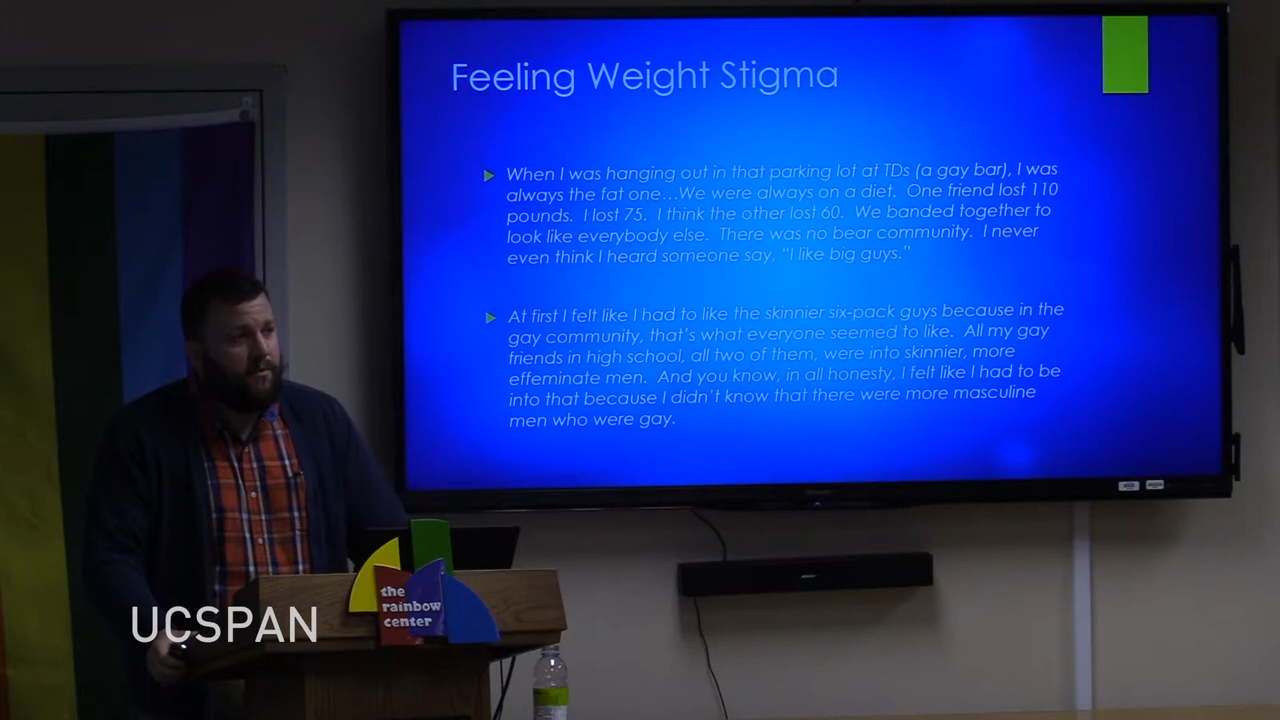 Feeling Weight Stigma
When I was hanging out in that parking lot at TDs (a gay bar), I was
always the fat one…We were always on a diet. One friend lost 110
pounds. I lost 75. I think the other lost 60. We banded together to
look like everybody else. There was no bear community. I never
even think I heard someone say, "I like big guys."
At first I felt like I had to like the skinnier six-pack guys because in the
gay community, that's what everyone seemed to like. All my gay
friends in high school, all two of them, were into skinnier, more
effeminate men. And you know, in all honesty, I felt like I had to be
into that because I didn't know that there were more masculine
men who were gay.
the
rainbow
center
UCSPAN